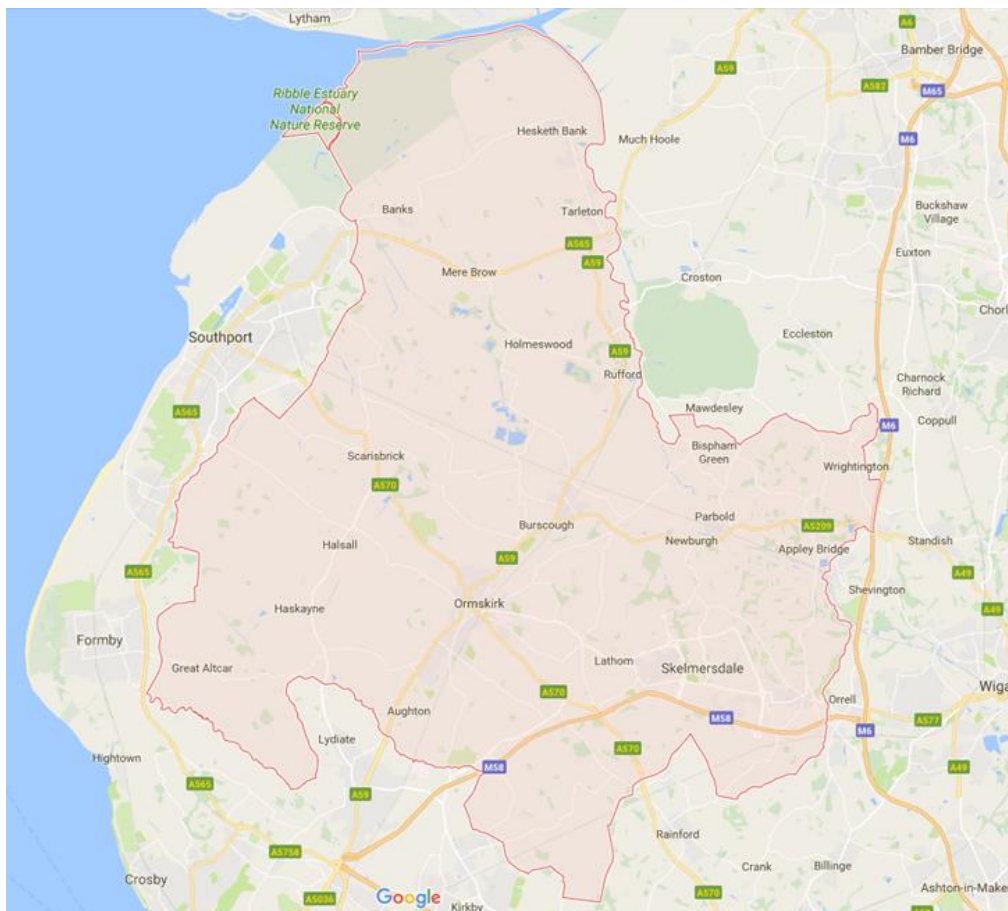 Lytham
A6
Bamber Bridge
A59
A582
M65
Ribble Estuary
National
Nature Reserve
Hesketh Bank
Much Hoole
M6
Banks
Tarleton
Buckshaw
Village
A565
A59
Euxton
Mere Brow
Croston
Southport
Holmeswood
Eccleston
A59
Rufford
Charnock
Richard
A565
Mawdesley
Coppull
M6
Scarisbrick
Bispham
Green
Wrightington
A570
Parbold
Burscough
A5209
Halsall
Newburgh
Standish
Appley Bridge
A59
A565
A49
Shevington
Haskayne
Ormskirk
A49
Formby
Great Altcar
Lathom
Skelmersdale
A570
Orrell
Aughton
M58
A577
M6
Lydiate
A570
Hightown
M58
A49
A565
A59
Rainford
A5758
Crank
Billinge
Crosby
A5036
Google
Kirkby
A570
Ashton-in-Make